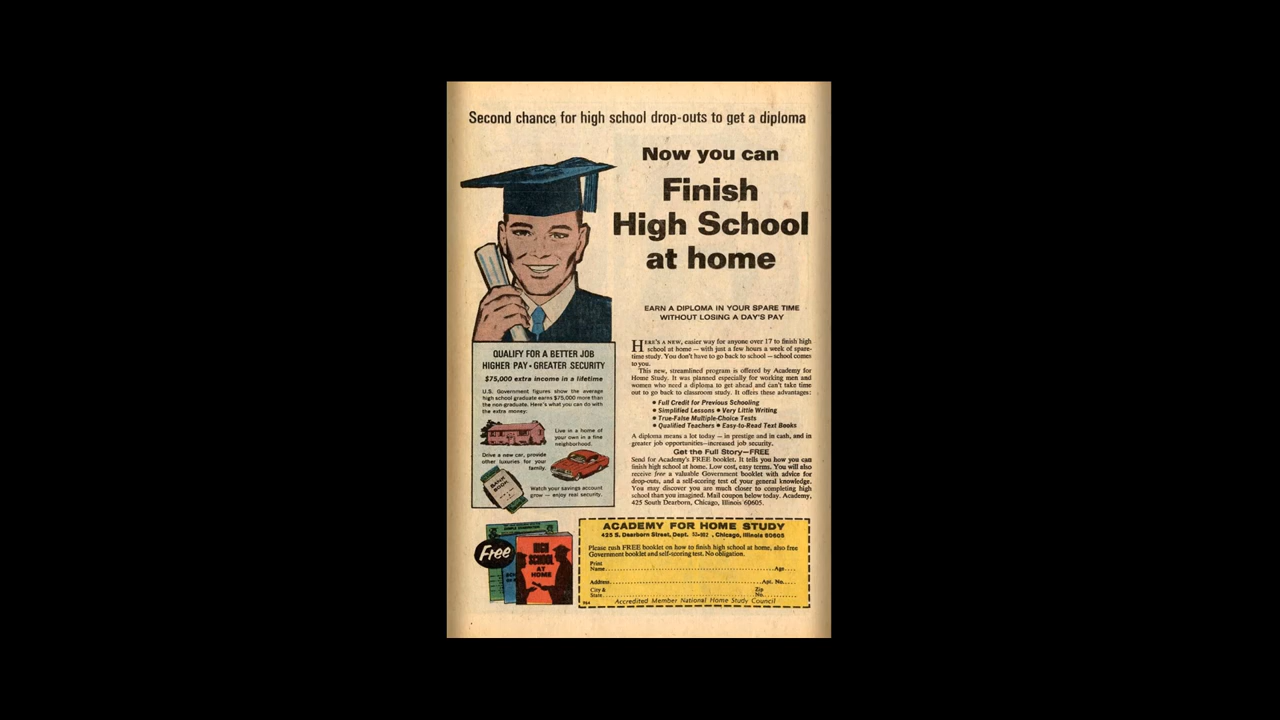 Second chance for high school drop-outs to get a diploma
Now you can
Finish
High School
at home
EARN A DIPLOMA IN YOUR SPARE TIME
WITHOUT LOSING A DAY'S PAY
HERE'S A NEW, easier way for anyone over 17 to finish high
school at home — with just a few hours a week of spare-
time study. You don't have to go back to school — school comes
to you.
This new, streamlined program is offered by Academy for
Home Study. It was planned especially for working men and
women who need a diploma to get ahead and can't take time
out to go back to classroom study. It offers these advantages:
• Full Credit for Previous Schooling
• Simplified Lessons • Very Little Writing
• True-False Multiple-Choice Tests
• Qualified Teachers • Easy-to-Read Text Books
A diploma means a lot today — in prestige and in cash, and in
greater job opportunities—increased job security.
Get the Full Story—FREE
Send for Academy's FREE booklet. It tells you how you can
finish high school at home. Low cost, easy terms. You will also
receive free a valuable Government booklet with advice for
drop-outs, and a self-scoring test of your general knowledge.
You may discover you are much closer to completing high
school than you imagined. Mail coupon below today. Academy,
425 South Dearborn, Chicago, Illinois 60605.
QUALIFY FOR A BETTER JOB
HIGHER PAY • GREATER SECURITY
$75,000 extra income in a lifetime
U.S. Government figures show the average
high school graduate earns $75,000 more than
the non-graduate. Here's what you can do with
the extra money:
Live in a home of
your own in a fine
neighborhood.
Drive a new car, provide
other luxuries for your
family.
BANK
BOOK
Watch your savings account
grow — enjoy real security.
Free
HIGH
SCHOOL
AT
HOME
ACADEMY FOR HOME STUDY
425 S. Dearborn Street, Dept. , Chicago, Illinois 60605
Please rush FREE booklet on how to finish high school at home, also free
Government booklet and self-scoring test. No obligation.
Print
Name Age
Address Apt. No.
City & Zip
State No.
Accredited Member National Home Study Council